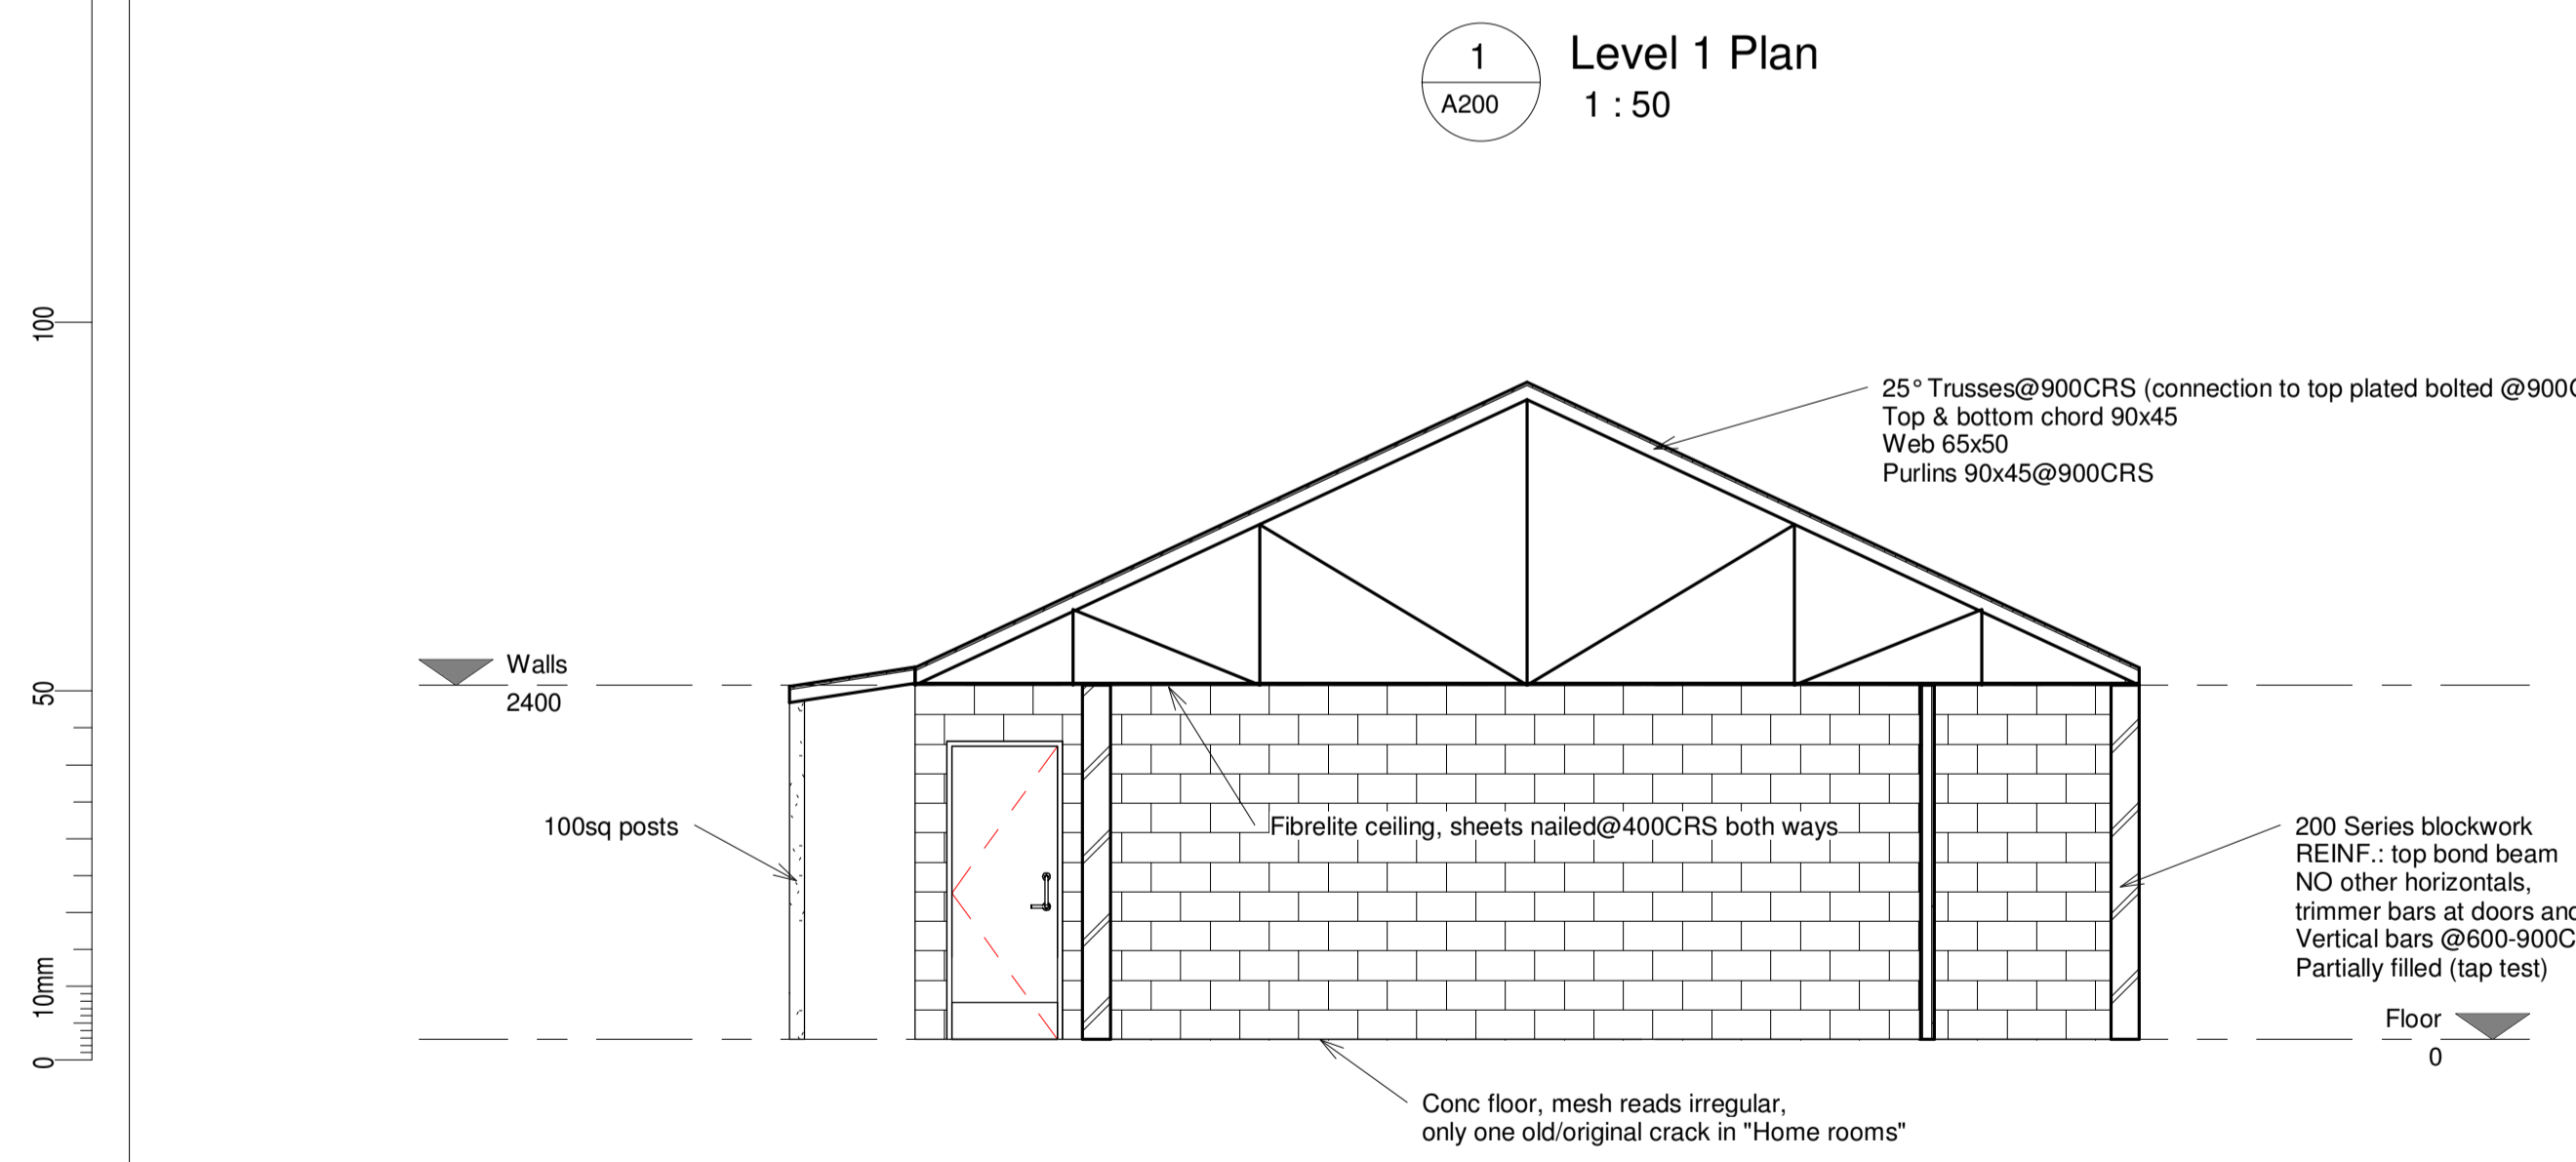 1
A200
Level 1 Plan
1 : 50
100
50
10mm
0
25° Trusses@900CRS (connection to top plated bolted @900C
Top & bottom chord 90x45
Web 65x50
Purlins 90x45@900CRS
Walls
2400
100sq posts
Fibrelite ceiling, sheets nailed@400CRS both ways
200 Series blockwork
REINF.: top bond beam
NO other horizontals,
trimmer bars at doors and
Vertical bars @600-900C
Partially filled (tap test)
Floor
0
Conc floor, mesh reads irregular,
only one old/original crack in "Home rooms"